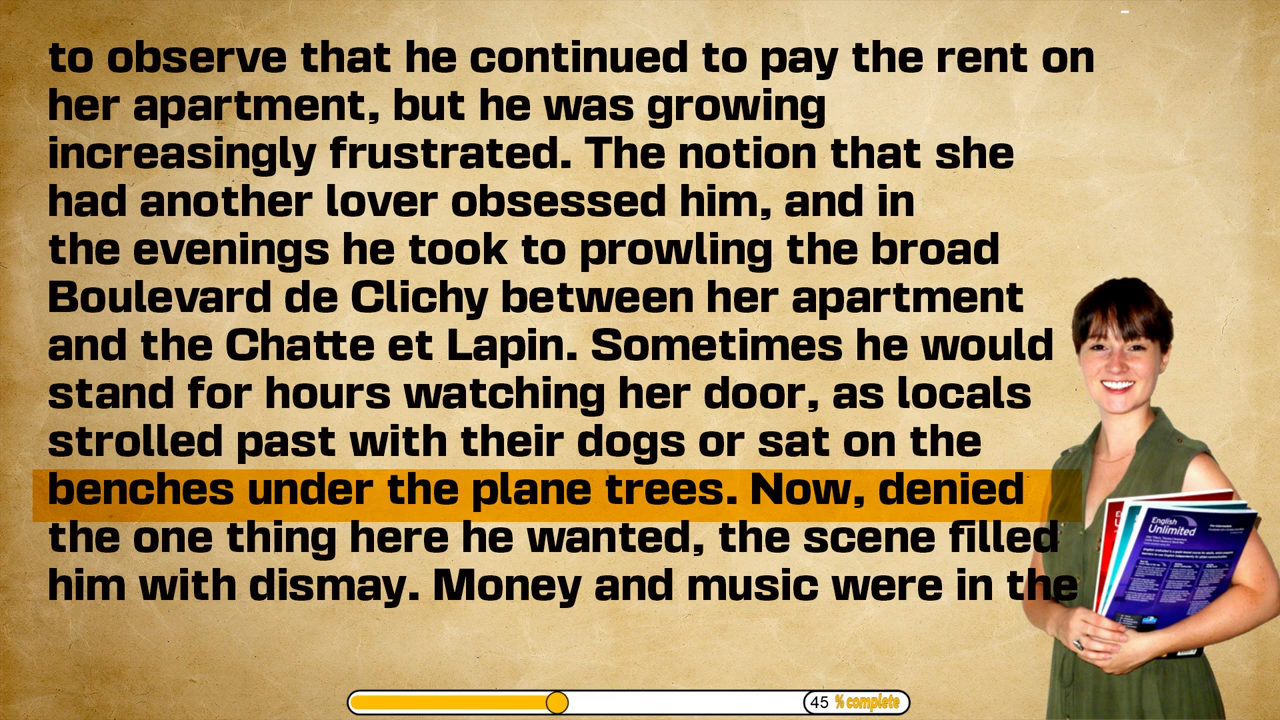 to observe that he continued to pay the rent on
her apartment, but he was growing
increasingly frustrated. The notion that she
had another lover obsessed him, and in
the evenings he took to prowling the broad
Boulevard de Clichy between her apartment
and the Chatte et Lapin. Sometimes he would
stand for hours watching her door, as locals
strolled past with their dogs or sat on the
benches under the plane trees. Now, denied
the one thing here he wanted, the scene filled
him with dismay. Money and music were in the
English
Unlimited
45 % complete